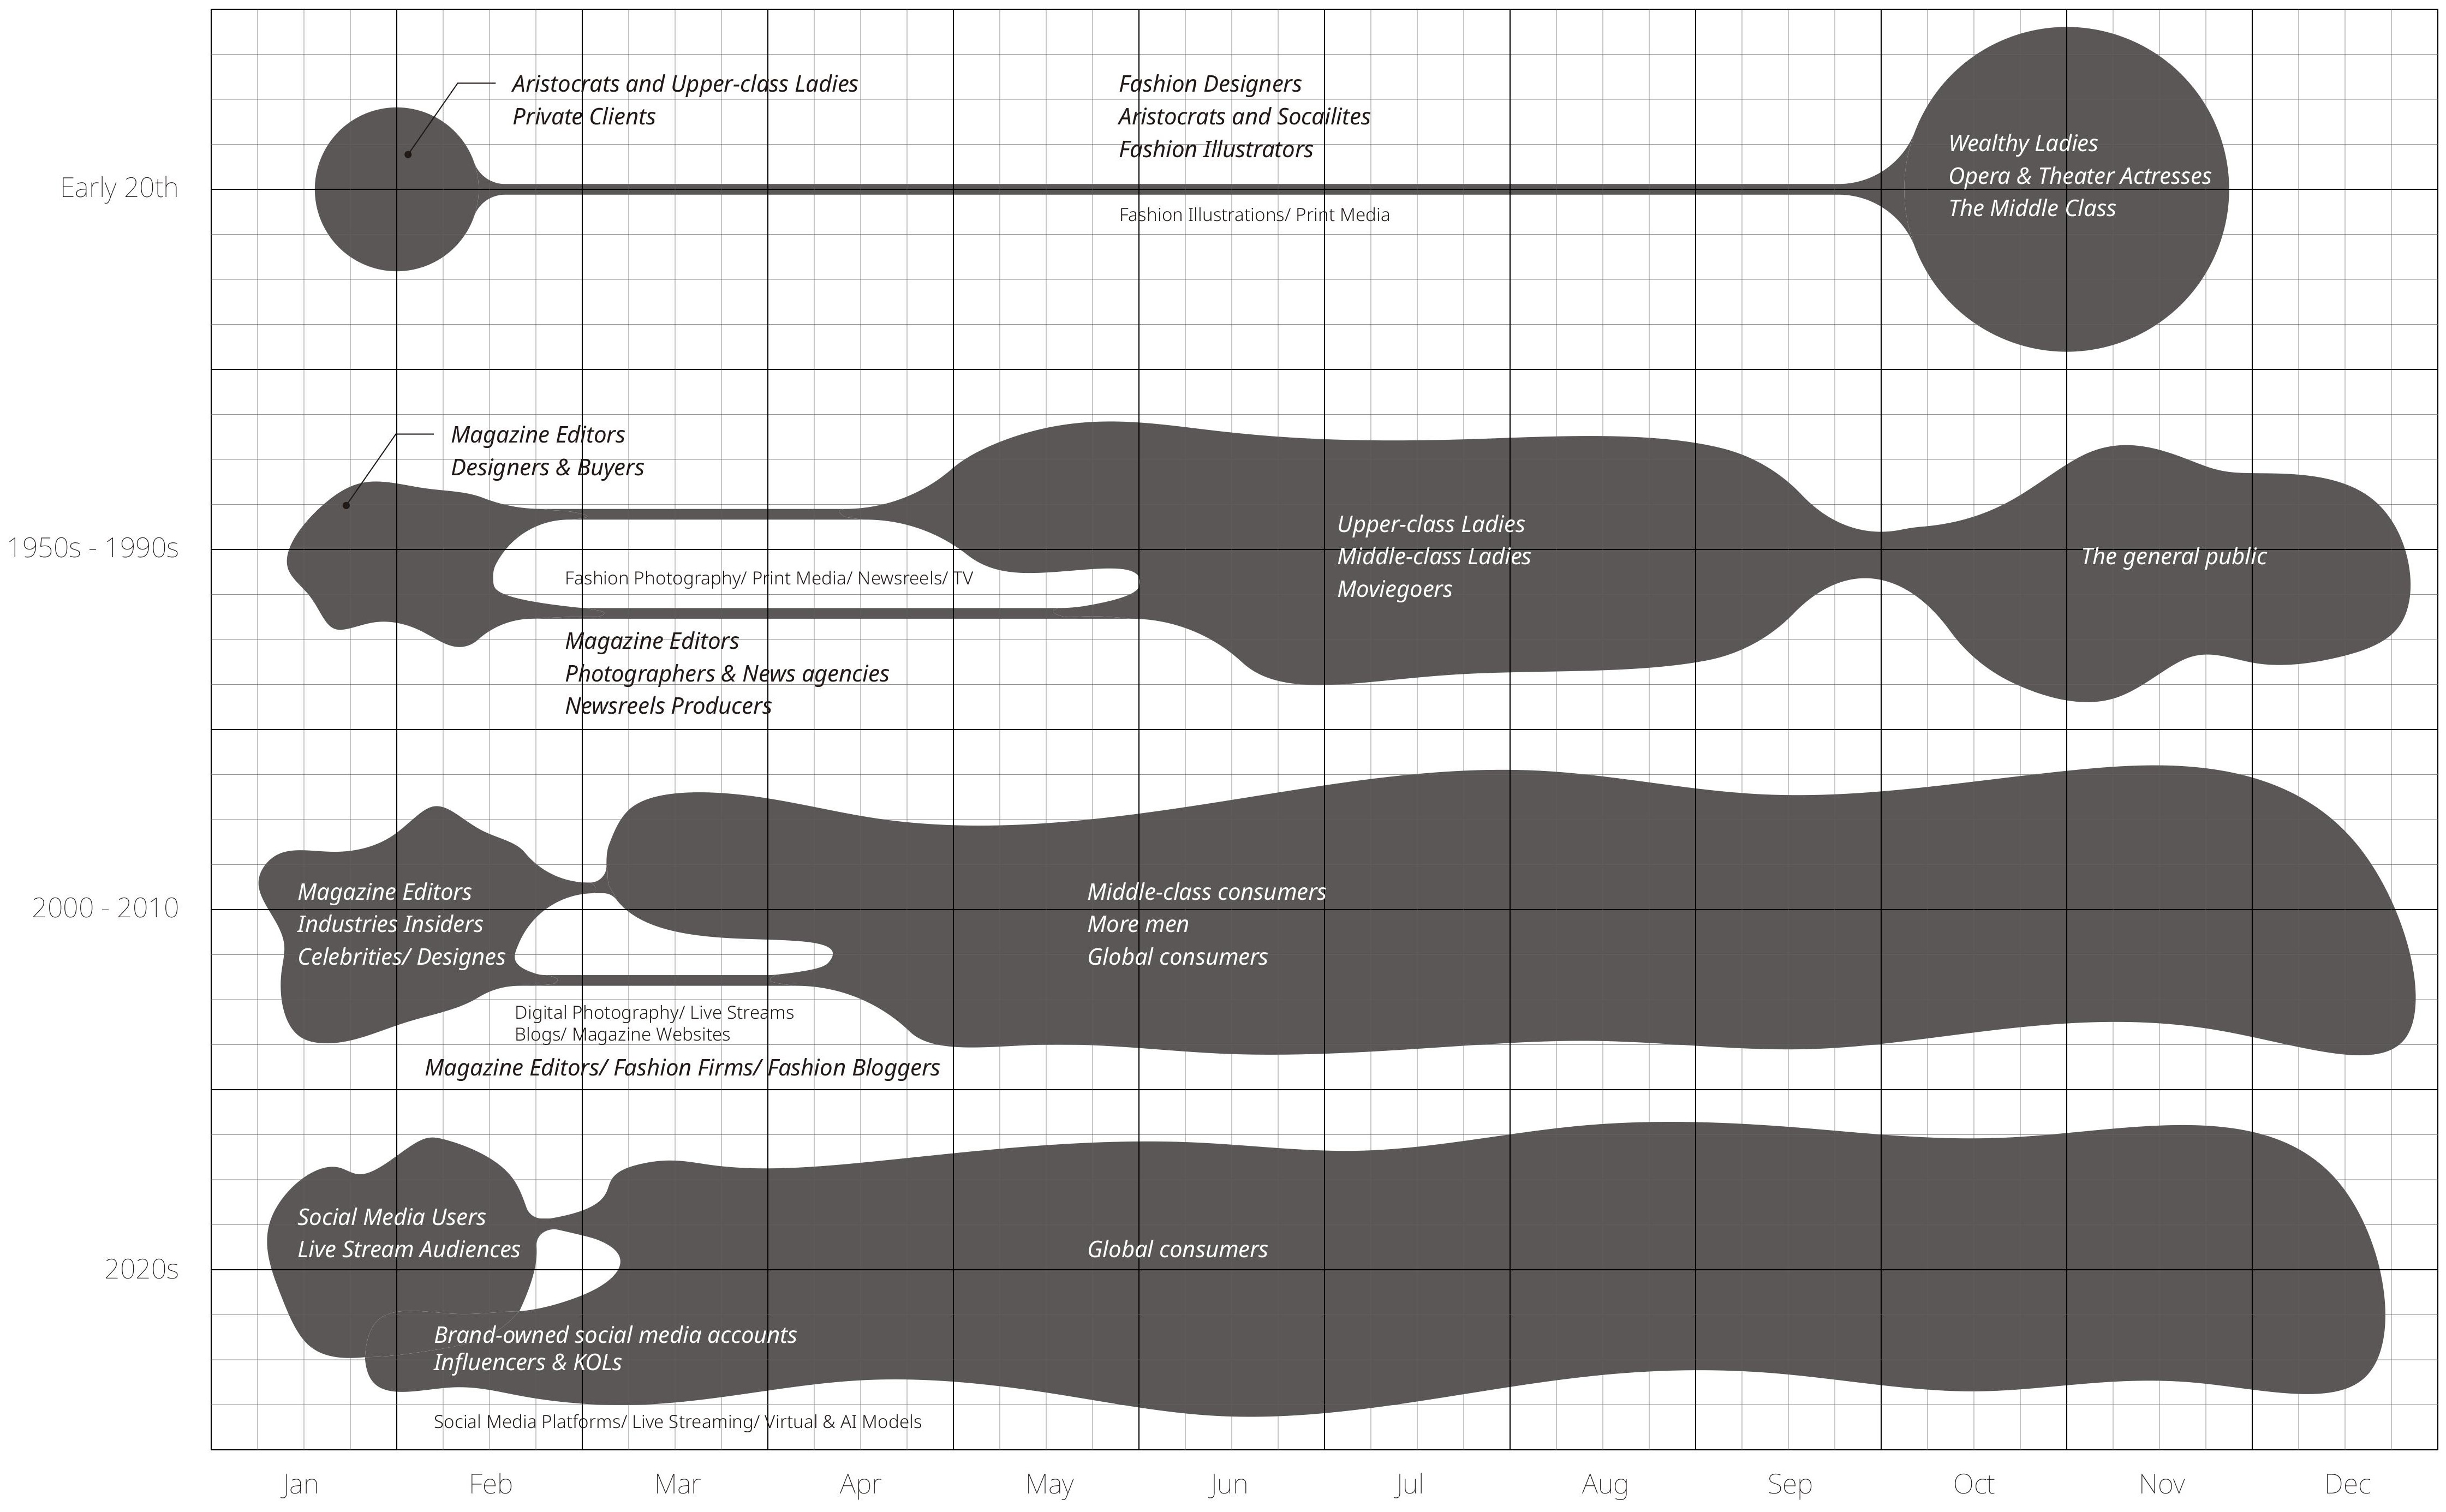 Aristocrats and Upper-class Ladies
Private Clients
Fashion Designers
Aristocrats and Socailites
Fashion Illustrators
Wealthy Ladies
Opera & Theater Actresses
The Middle Class
Early 20th
Fashion Illustrations/ Print Media
Magazine Editors
Designers & Buyers
Upper-class Ladies
Middle-class Ladies
Moviegoers
The general public
1950s - 1990s
Fashion Photography/ Print Media/ Newsreels/ TV
Magazine Editors
Photographers & News agencies
Newsreels Producers
Magazine Editors
Industries Insiders
Celebrities/ Designes
Middle-class consumers
More men
Global consumers
2000 - 2010
Digital Photography/ Live Streams
Blogs/ Magazine Websites
Magazine Editors/ Fashion Firms/ Fashion Bloggers
Social Media Users
Live Stream Audiences
Global consumers
2020s
Brand-owned social media accounts
Influencers & KOLs
Social Media Platforms/ Live Streaming/ Virtual & AI Models
Jan Feb Mar Apr May Jun Jul Aug Sep Oct Nov Dec